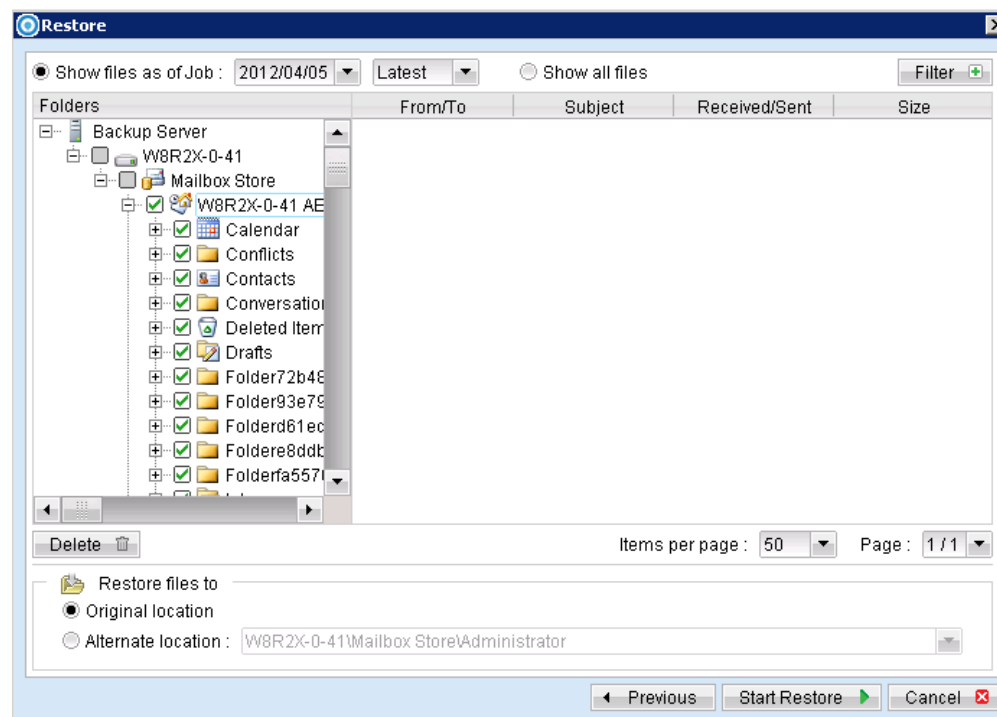 Restore
Show files as of Job : 2012/04/05 Latest Show all files Filter
Folders From/To Subject Received/Sent Size
Backup Server
W8R2X-0-41
Mailbox Store
W8R2X-0-41 AE
Calendar
Conflicts
Contacts
Conversation
Deleted Item
Drafts
Folder72b48
Folder93e79
Folderd61ec
Foldere8ddb
Folderfa557
Delete Items per page : 50 Page : 1 / 1
Restore files to
Original location
Alternate location : W8R2X-0-41\Mailbox Store\Administrator
Previous Start Restore Cancel